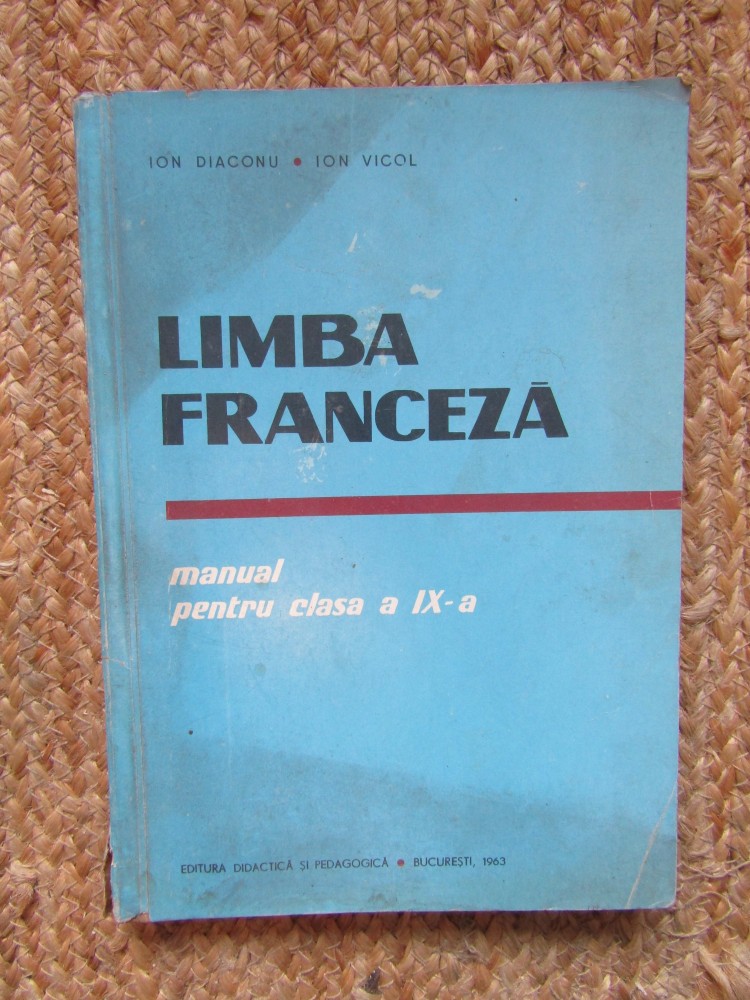 ION DIACONU • ION VICOL
LIMBA
FRANCEZĂ
manual
pentru clasa a IX-a
EDITURA DIDACTICĂ ȘI PEDAGOGICĂ • BUCUREȘTI, 1963